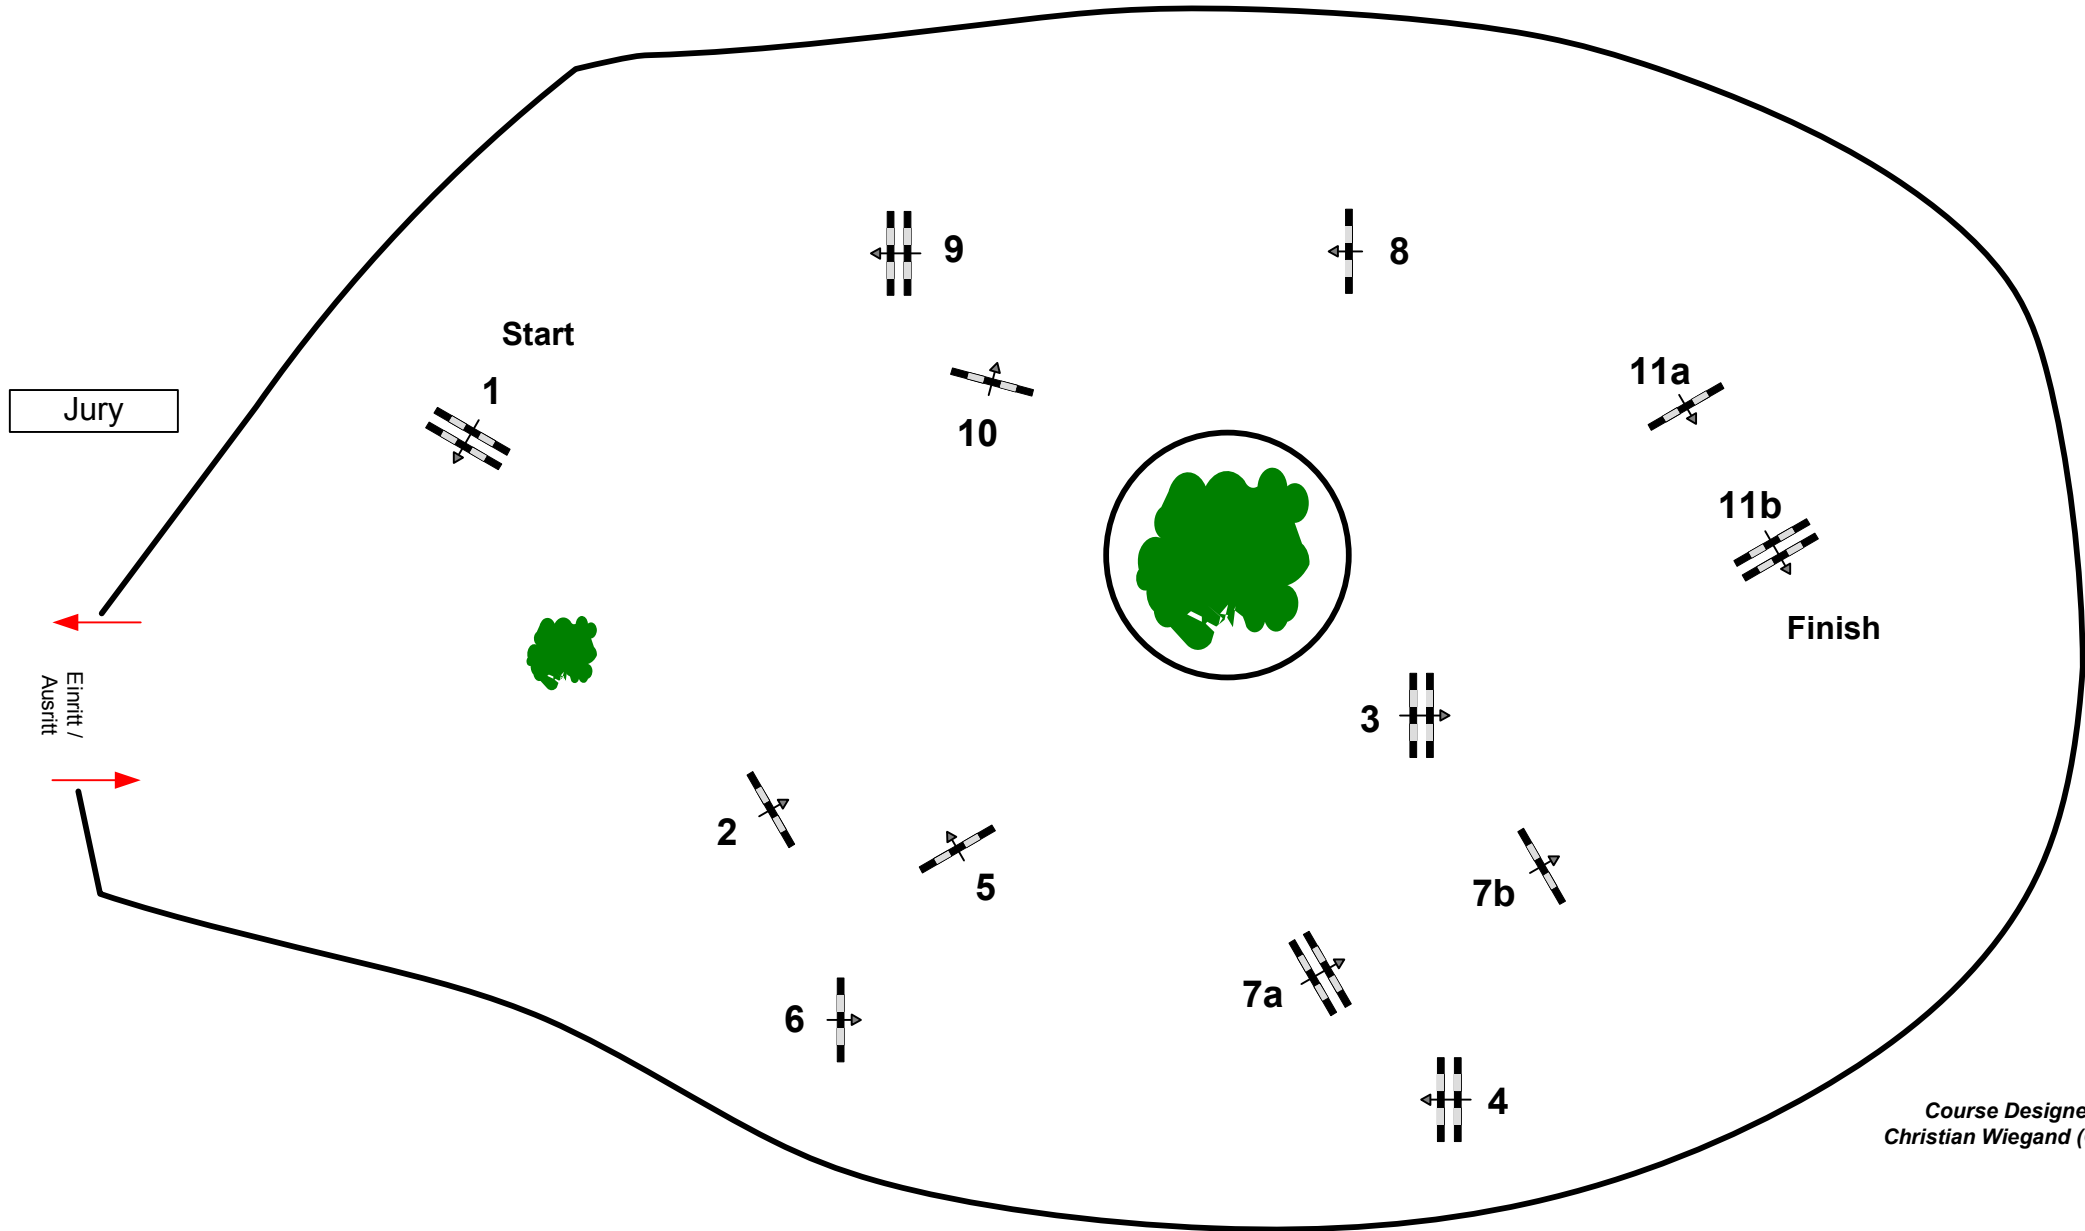 9
8
Start
11a
1
Jury
10
11b
Finish
Einritt /
Ausritt
3
2
5
7b
7a
6
4
Course Designe
Christian Wiegand (